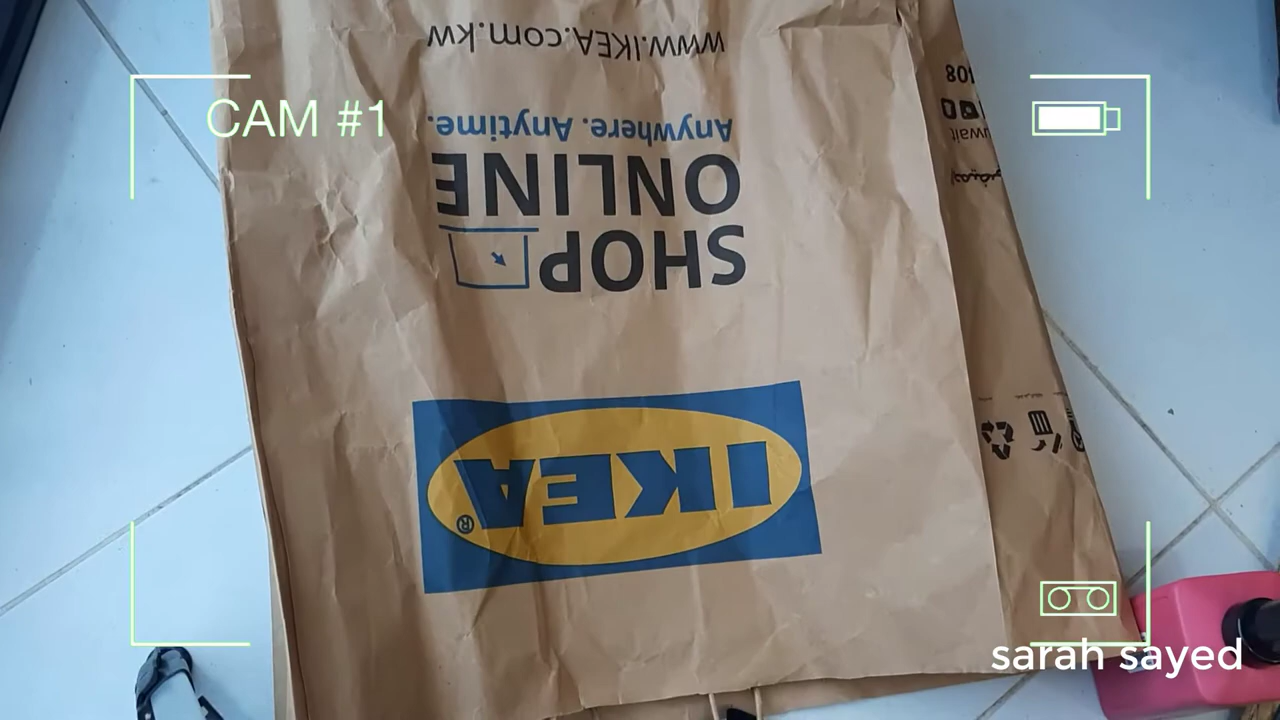 CAM #1
IKEA®
SHOP
ONLINE
Anywhere. Anytime.
www.IKEA.com.kw
sarah sayed